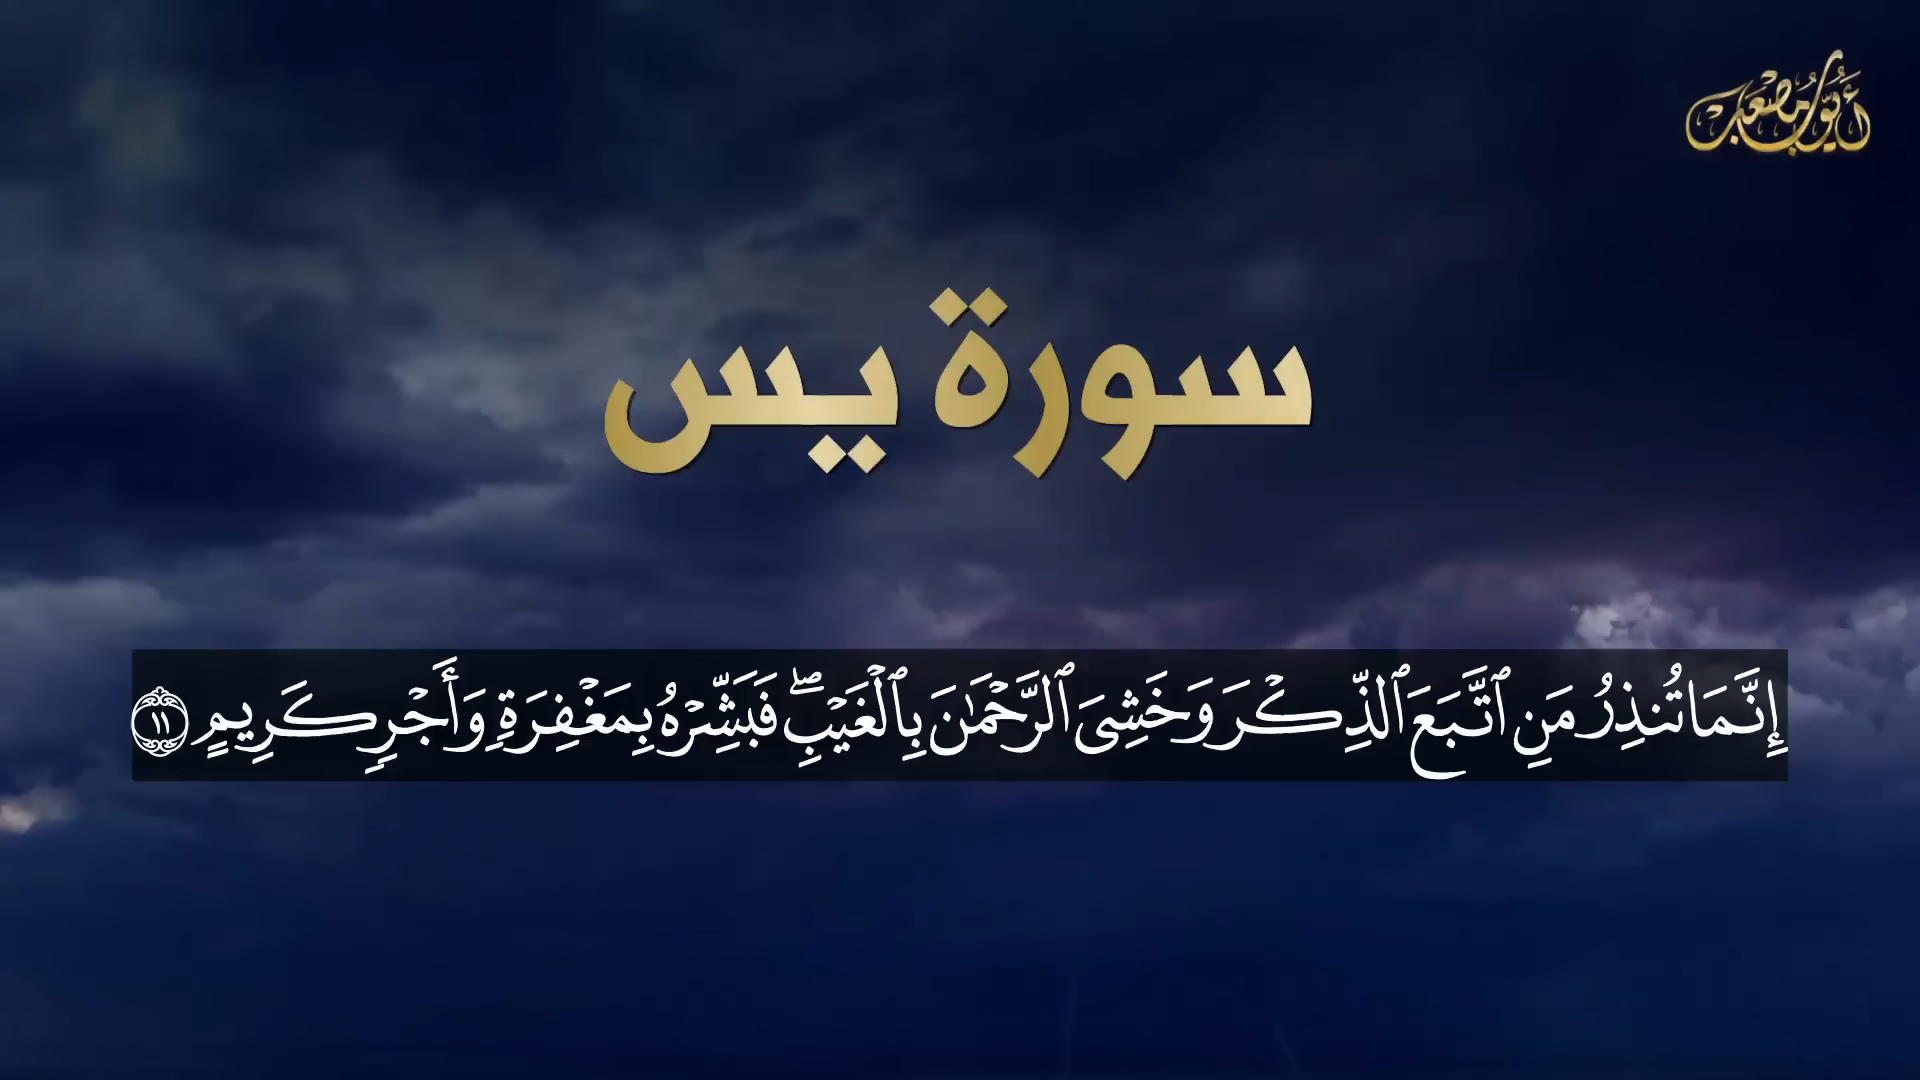 أيوب مصعب
سورة يس
إِنَّمَا تُنذِرُ مَنِ ٱتَّبَعَ ٱلذِّكۡرَ وَخَشِيَ ٱلرَّحۡمَٰنَ بِٱلۡغَيۡبِۖ فَبَشِّرۡهُ بِمَغۡفِرَةٖ وَأَجۡرٖ كَرِيمٍ ١١